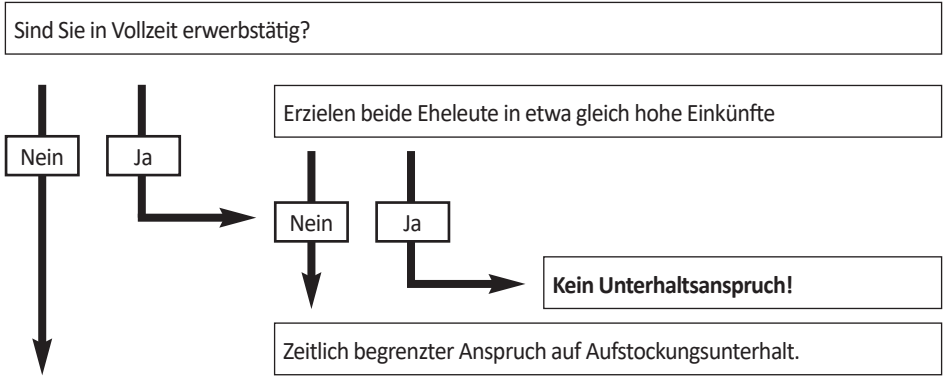 Sind Sie in Vollzeit erwerbstätig?
Erzielen beide Eheleute in etwa gleich hohe Einkünfte
Nein
Ja
Nein
Ja
Kein Unterhaltsanspruch!
Zeitlich begrenzter Anspruch auf Aufstockungsunterhalt.